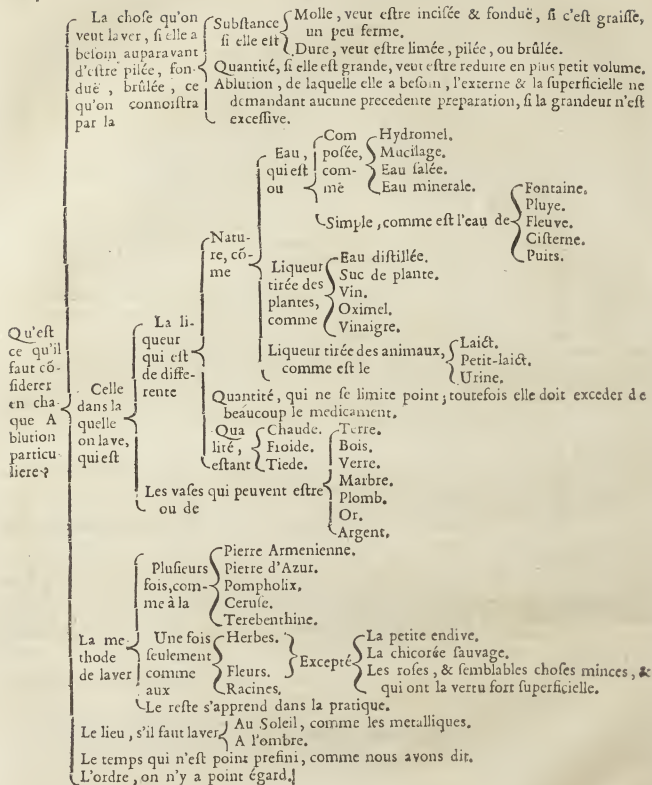 Qu'est
ce qu'il
faut cõ-
siderer
en cha-
que A
blution
particu-
liere?
La chose qu'on
veut laver, si elle a
besoin auparavant
d'estre pilée, fon-
duë, brûlée, ce
qu'on connoistra
par la
Substance
si elle est
Molle, veut estre incisée & fonduë, si c'est graisse,
un peu ferme.
Dure, veut estre limée, pilée, ou brûlée.
Quantité, si elle est grande, veut estre reduite en plus petit volume.
Ablution, de laquelle elle a besoin, l'externe & la superficielle ne
demandant aucune precedente preparation, si la grandeur n'est
excessive.
Celle
dans la
quelle
on lave,
qui est
La li-
queur
qui est
de diffe-
rente
Natu-
re, cõ-
me
Eau,
qui est
ou
Com
posée,
com-
me
Hydromel.
Mucilage.
Eau salée.
Eau minerale.
Simple, comme est l'eau de
Fontaine.
Pluye.
Fleuve.
Cisterne.
Puits.
Liqueur
tirée des
plantes,
comme
Eau distillée.
Suc de plante.
Vin.
Oximel.
Vinaigre.
Liqueur tirée des animaux,
comme est le
Laict.
Petit-laict.
Urine.
Quantité, qui ne se limite point; toutefois elle doit exceder de
beaucoup le medicament.
Qua
lité,
estant
Chaude.
Froide.
Tiede.
Les vases qui peuvent estre
ou de
Terre.
Bois.
Verre.
Marbre.
Plomb.
Or.
Argent.
La me-
thode
de laver
Plusieurs
fois, com-
me à la
Pierre Armenienne.
Pierre d'Azur.
Pompholix.
Ceruse.
Terebenthine.
Une fois
seulement
comme
aux
Herbes.
Fleurs.
Racines.
Excepté
La petite endive.
La chicorée sauvage.
Les roses, & semblables choses minces, &
qui ont la vertu fort superficielle.
Le reste s'apprend dans la pratique.
Le lieu, s'il faut laver
Au Soleil, comme les metalliques.
A l'ombre.
Le temps qui n'est point prefini, comme nous avons dit.
L'ordre, on n'y a point égard.